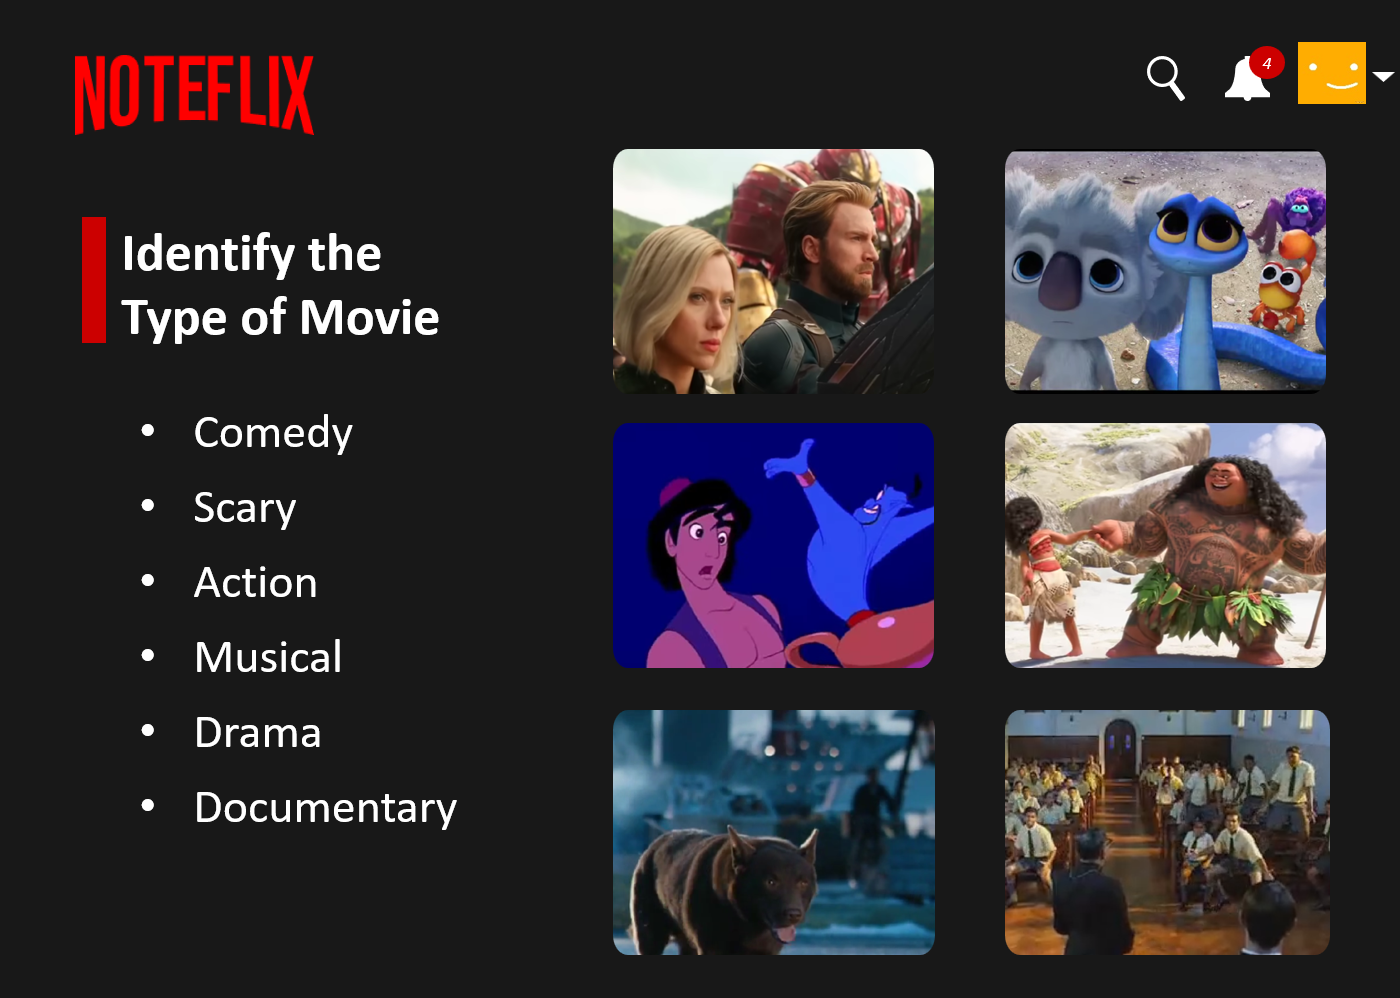 NOTEFLIX
4
Identify the
Type of Movie
• Comedy
• Scary
• Action
• Musical
• Drama
• Documentary